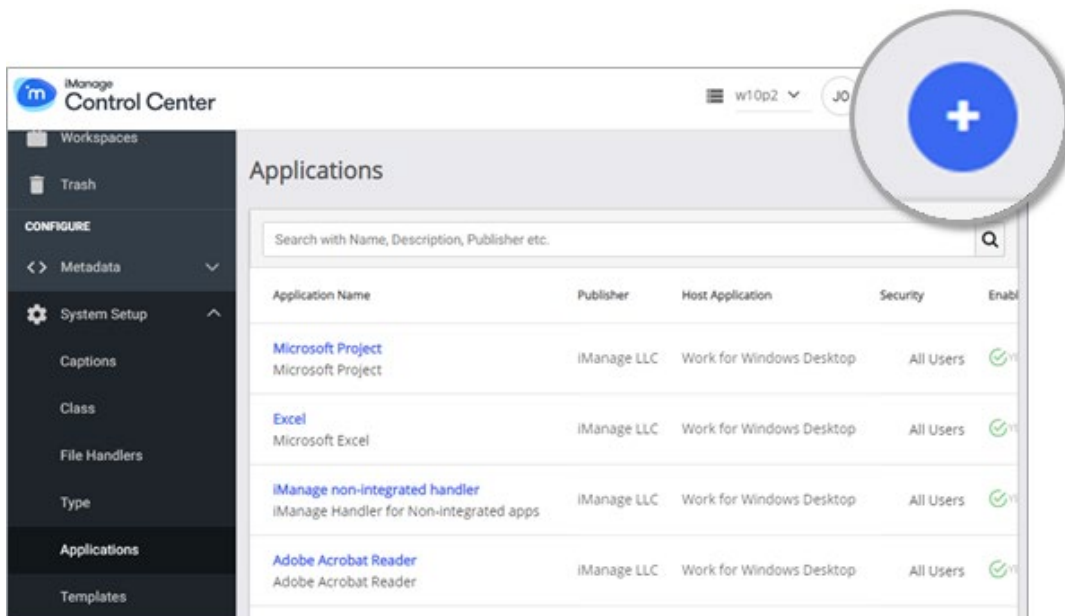 iManage
Control Center
w10p2
JO
Workspaces
Trash
CONFIGURE
Metadata
System Setup
Captions
Class
File Handlers
Type
Applications
Templates
Applications
Search with Name, Description, Publisher etc.
Application Name Publisher Host Application Security Enabl
Microsoft Project
Microsoft Project iManage LLC Work for Windows Desktop All Users
Excel
Microsoft Excel iManage LLC Work for Windows Desktop All Users
iManage non-integrated handler
iManage Handler for Non-integrated apps iManage LLC Work for Windows Desktop All Users
Adobe Acrobat Reader
Adobe Acrobat Reader iManage LLC Work for Windows Desktop All Users